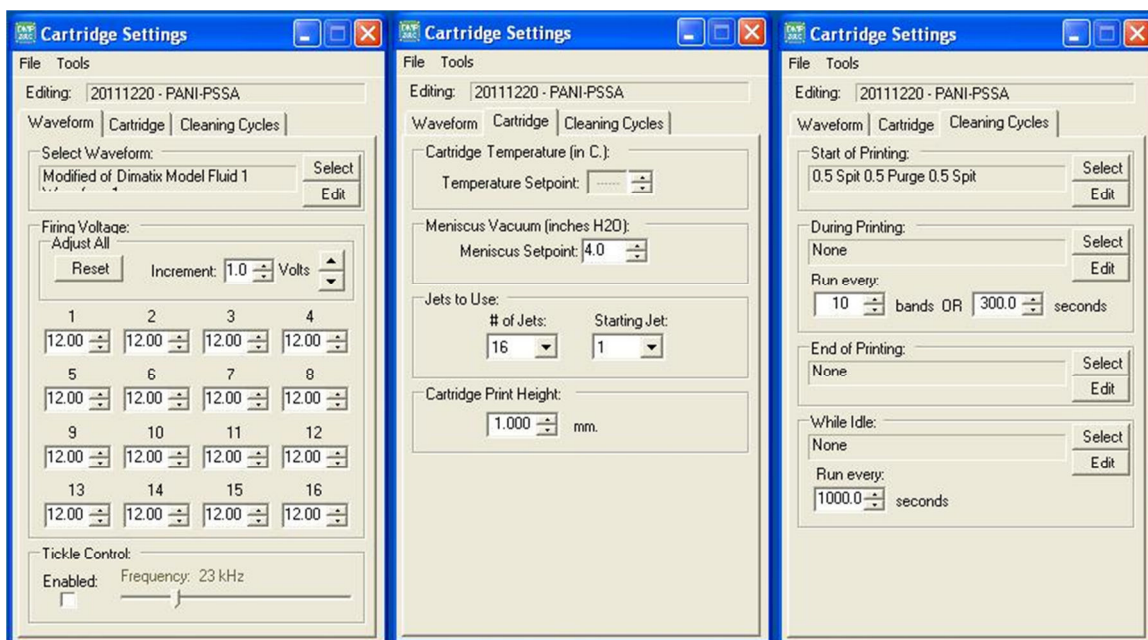 Cartridge Settings
File Tools
Editing: 20111220 - PANI-PSSA
Waveform Cartridge Cleaning Cycles
Select Waveform:
Modified of Dimatix Model Fluid 1
Select
Edit
Firing Voltage:
Adjust All
Reset Increment: 1.0 Volts
1 2 3 4
12.00 12.00 12.00 12.00
5 6 7 8
12.00 12.00 12.00 12.00
9 10 11 12
12.00 12.00 12.00 12.00
13 14 15 16
12.00 12.00 12.00 12.00
Tickle Control:
Enabled: Frequency: 23 kHz
Cartridge Settings
File Tools
Editing: 20111220 - PANI-PSSA
Waveform Cartridge Cleaning Cycles
Cartridge Temperature (in C.):
Temperature Setpoint: ------
Meniscus Vacuum (inches H2O):
Meniscus Setpoint: 4.0
Jets to Use:
# of Jets: Starting Jet:
16 1
Cartridge Print Height:
1.000 mm.
Cartridge Settings
File Tools
Editing: 20111220 - PANI-PSSA
Waveform Cartridge Cleaning Cycles
Start of Printing:
0.5 Spit 0.5 Purge 0.5 Spit
Select
Edit
During Printing:
None
Select
Edit
Run every:
10 bands OR 300.0 seconds
End of Printing:
None
Select
Edit
While Idle:
None
Select
Edit
Run every:
1000.0 seconds